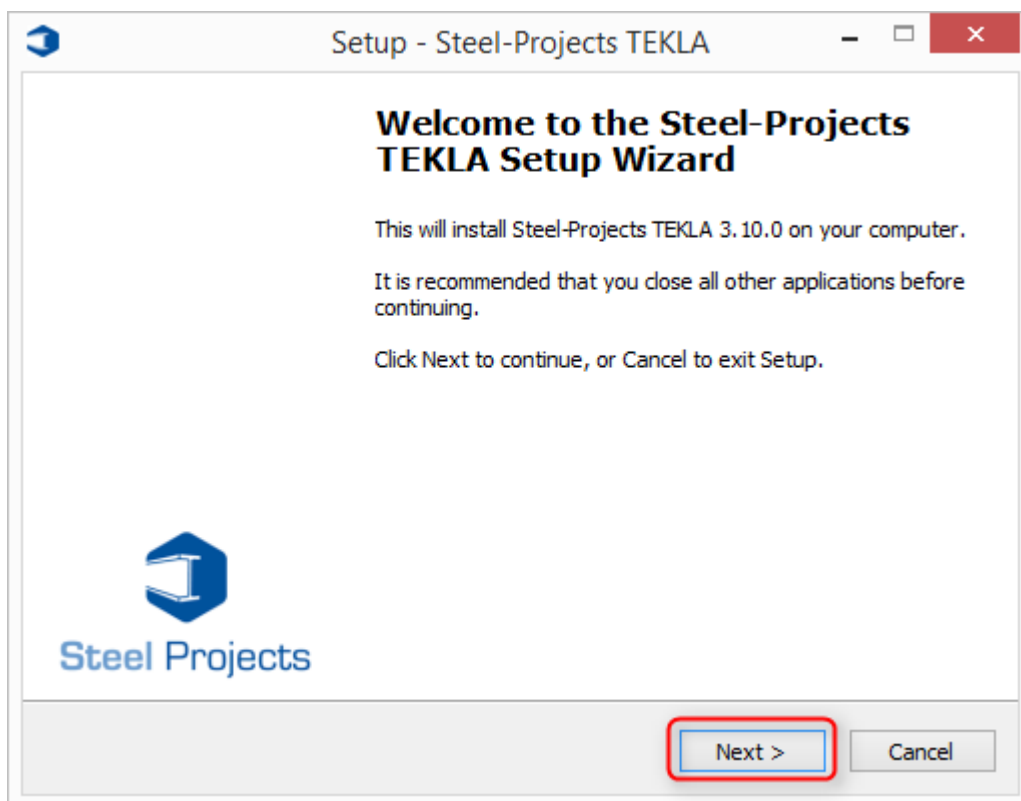 Setup - Steel-Projects TEKLA
Welcome to the Steel-Projects
TEKLA Setup Wizard
This will install Steel-Projects TEKLA 3.10.0 on your computer.
It is recommended that you close all other applications before
continuing.
Click Next to continue, or Cancel to exit Setup.
Steel Projects
Next >
Cancel